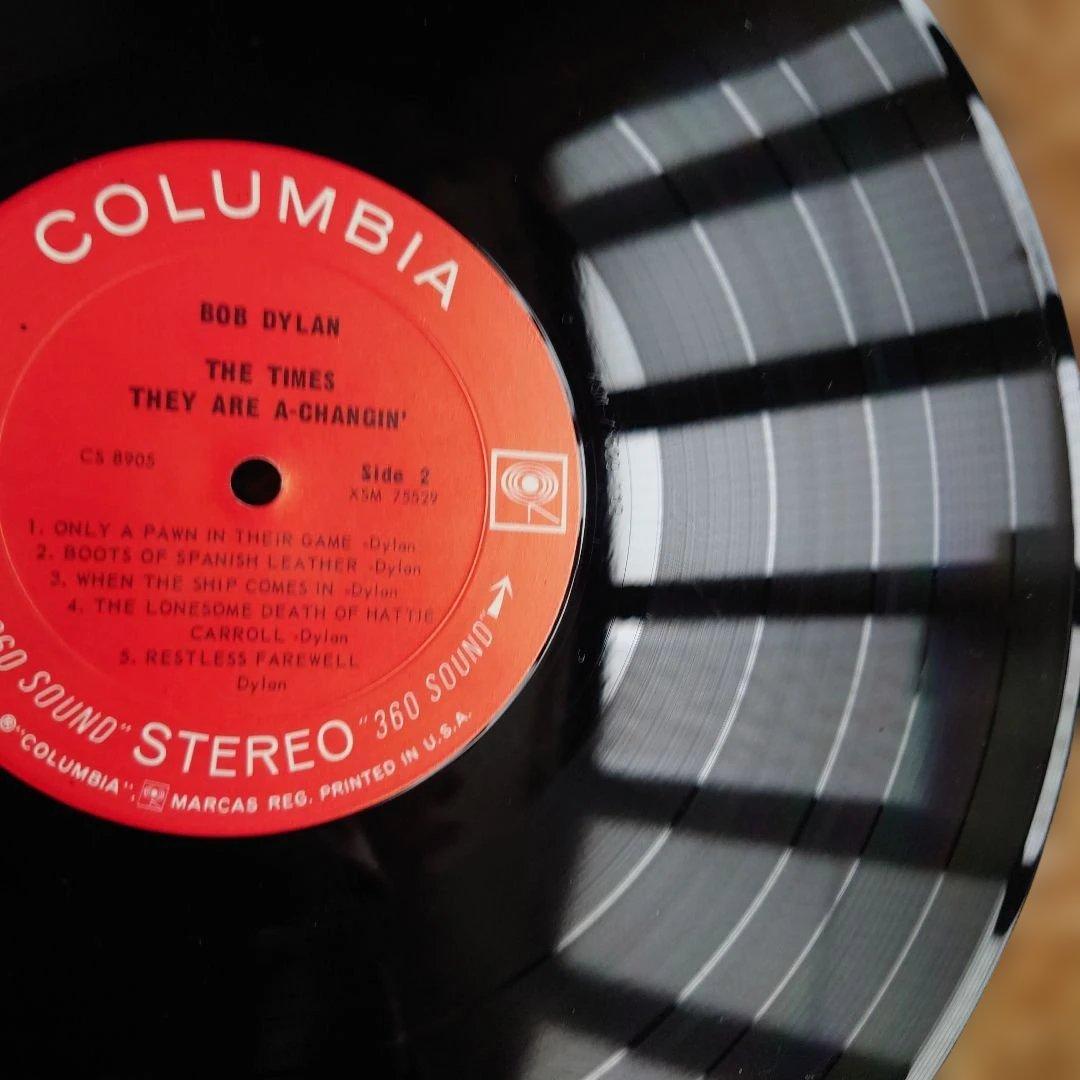 COLUMBIA
BOB DYLAN
THE TIMES
THEY ARE A-CHANGIN'
CS 8905
Side 2
XSM 75529
1. ONLY A PAWN IN THEIR GAME -Dylan
2. BOOTS OF SPANISH LEATHER -Dylan
3. WHEN THE SHIP COMES IN -Dylan
4. THE LONESOME DEATH OF HATTIE
CARROLL -Dylan
5. RESTLESS FAREWELL
Dylan
360 SOUND" STEREO "360 SOUND"
® "COLUMBIA", MARCAS REG. PRINTED IN U.S.A.